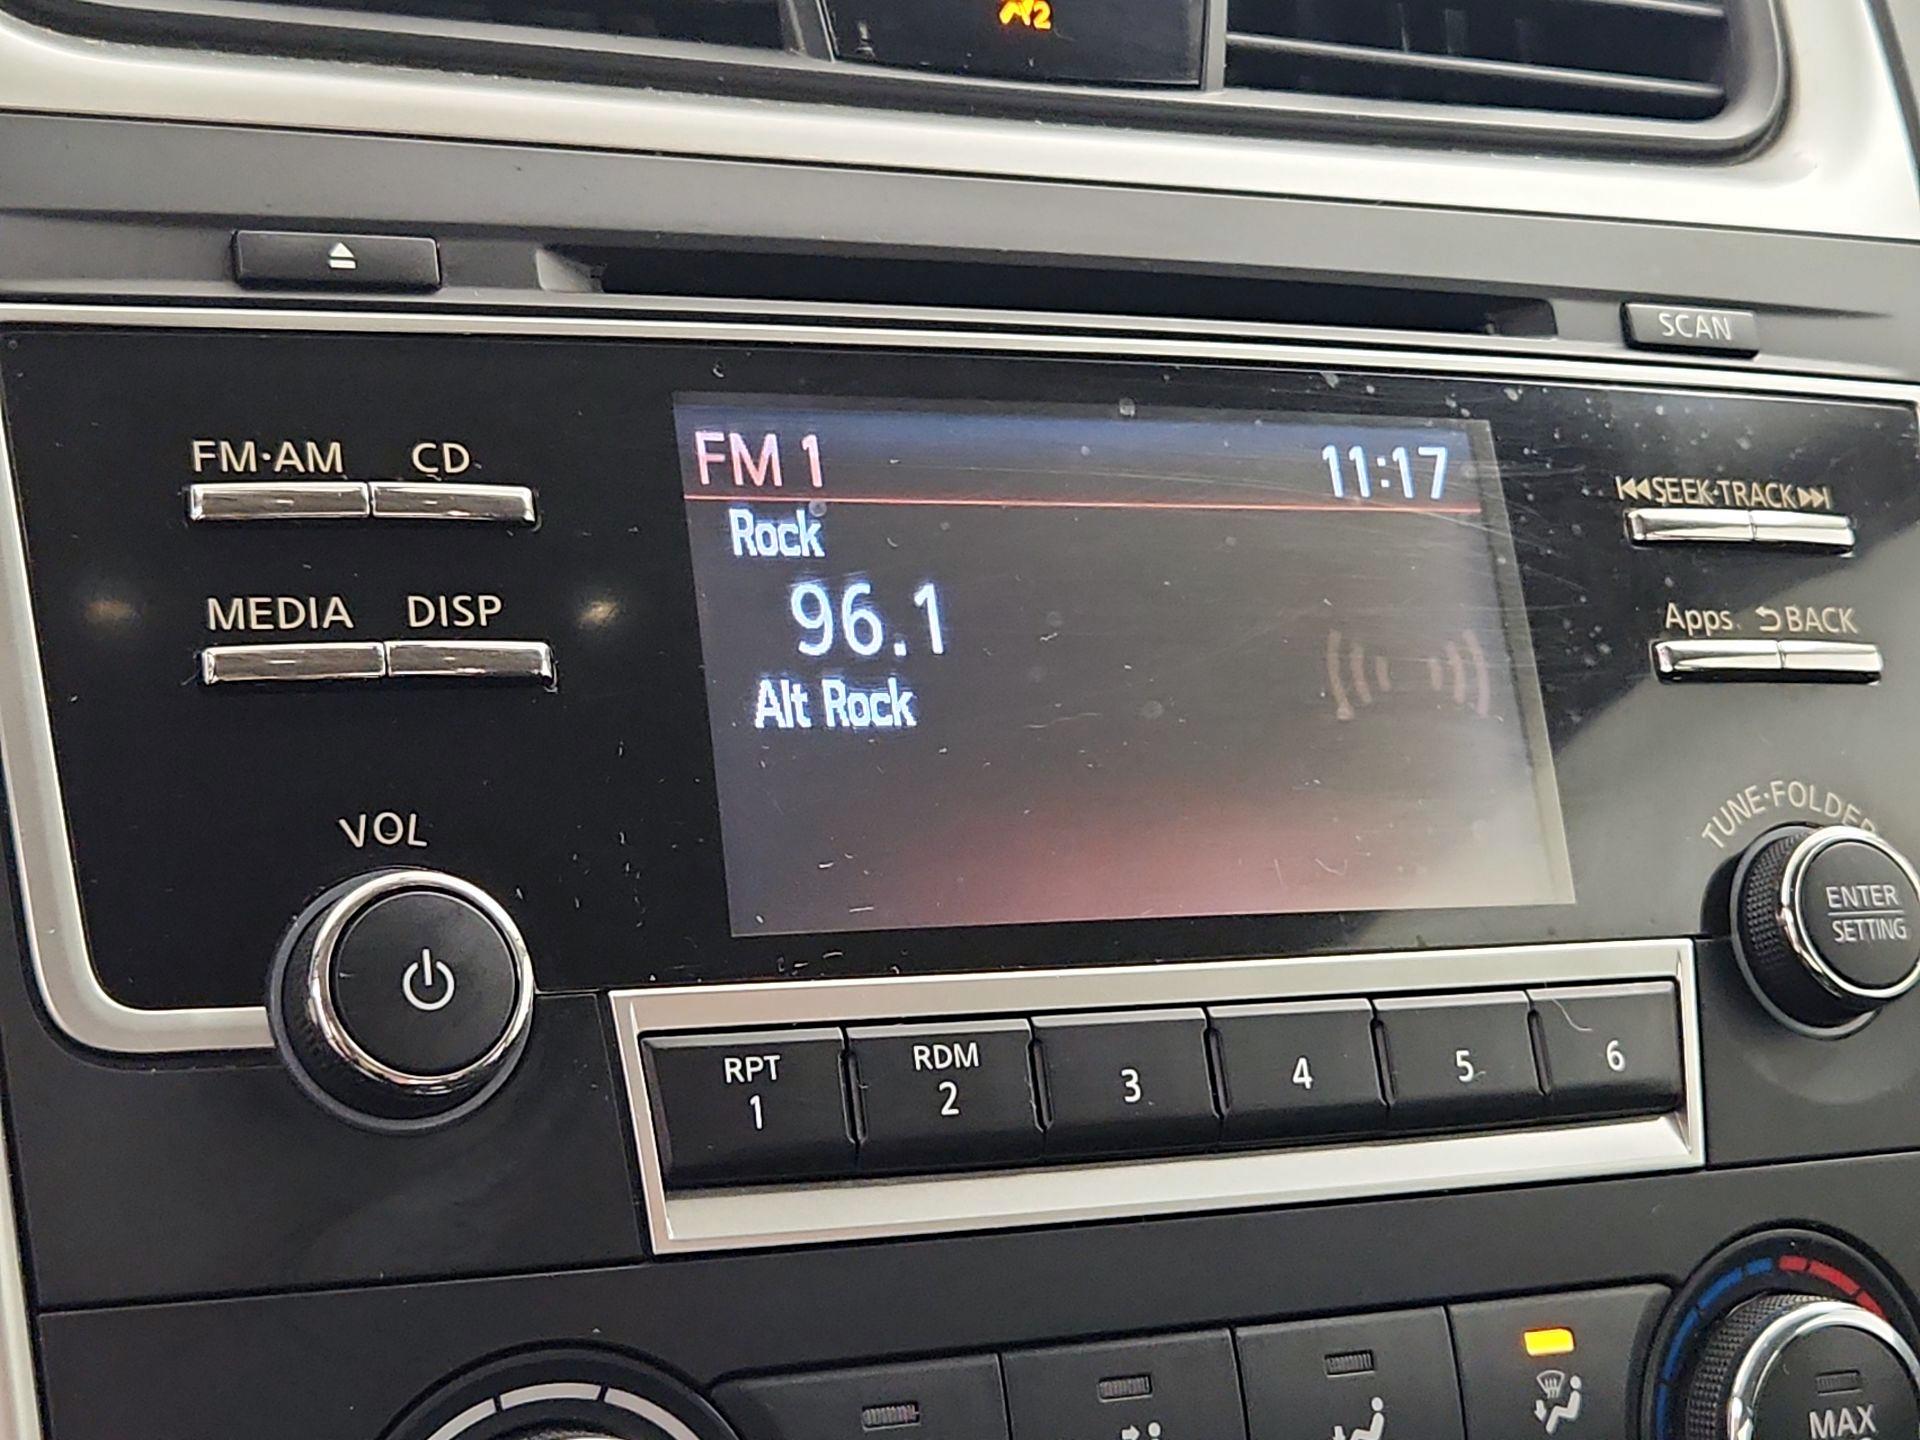 2
SCAN
FM·AM CD
FM 1 11:17
SEEK·TRACK
Rock
96.1
Alt Rock
MEDIA DISP
Apps BACK
VOL
TUNE·FOLDER
ENTER
SETTING
RPT
1
RDM
2
3
4
5
6
MAX